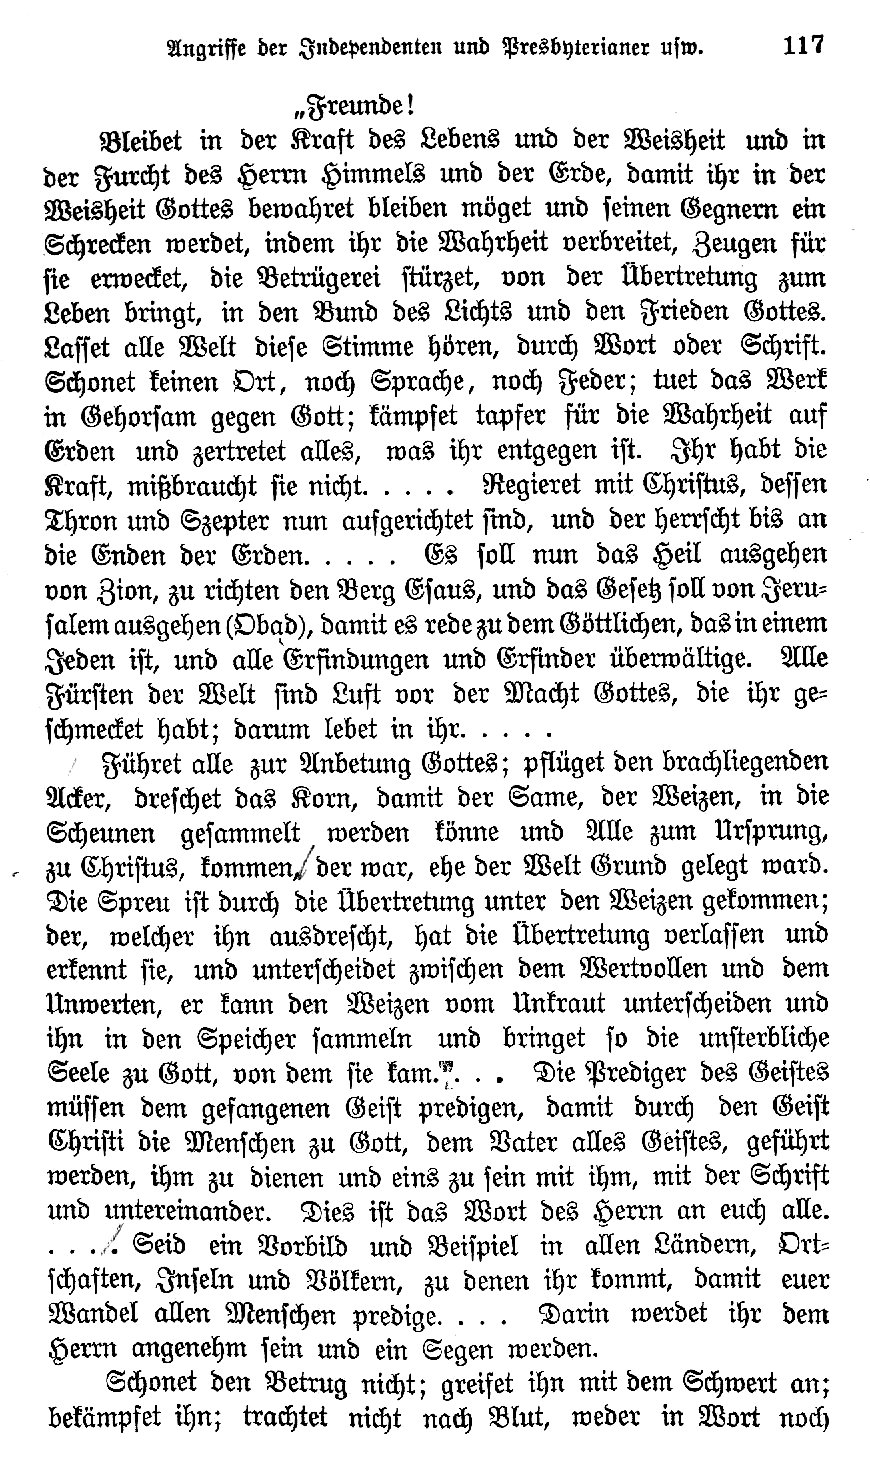 Angriffe der Independenten und Presbyterianer usw. 117
„Freunde!
Bleibet in der Kraft des Lebens und der Weisheit und in
der Furcht des Herrn Himmels und der Erde, damit ihr in der
Weisheit Gottes bewahret bleiben möget und seinen Gegnern ein
Schrecken werdet, indem ihr die Wahrheit verbreitet, Zeugen für
sie erwecket, die Betrügerei stürzet, von der Übertretung zum
Leben bringt, in den Bund des Lichts und den Frieden Gottes.
Lasset alle Welt diese Stimme hören, durch Wort oder Schrift.
Schonet keinen Ort, noch Sprache, noch Feder; tuet das Werk
in Gehorsam gegen Gott; kämpfet tapfer für die Wahrheit auf
Erden und zertretet alles, was ihr entgegen ist. Ihr habt die
Kraft, mißbraucht sie nicht. . . . . Regieret mit Christus, dessen
Thron und Szepter nun aufgerichtet sind, und der herrscht bis an
die Enden der Erden. . . . . Es soll nun das Heil ausgehen
von Zion, zu richten den Berg Esaus, und das Gesetz soll von Jeru-
salem ausgehen (Obad), damit es rede zu dem Göttlichen, das in einem
Jeden ist, und alle Erfindungen und Erfinder überwältige. Alle
Fürsten der Welt sind Luft vor der Macht Gottes, die ihr ge-
schmecket habt; darum lebet in ihr. . . . .
Führet alle zur Anbetung Gottes; pflüget den brachliegenden
Acker, dreschet das Korn, damit der Same, der Weizen, in die
Scheunen gesammelt werden könne und Alle zum Ursprung,
zu Christus, kommen, der war, ehe der Welt Grund gelegt ward.
Die Spreu ist durch die Übertretung unter den Weizen gekommen;
der, welcher ihn ausdrescht, hat die Übertretung verlassen und
erkennt sie, und unterscheidet zwischen dem Wertvollen und dem
Unwerten, er kann den Weizen vom Unkraut unterscheiden und
ihn in den Speicher sammeln und bringet so die unsterbliche
Seele zu Gott, von dem sie kam. . . . Die Prediger des Geistes
müssen dem gefangenen Geist predigen, damit durch den Geist
Christi die Menschen zu Gott, dem Vater alles Geistes, geführt
werden, ihm zu dienen und eins zu sein mit ihm, mit der Schrift
und untereinander. Dies ist das Wort des Herrn an euch alle.
. . . . Seid ein Vorbild und Beispiel in allen Ländern, Ort-
schaften, Inseln und Völkern, zu denen ihr kommt, damit euer
Wandel allen Menschen predige. . . . Darin werdet ihr dem
Herrn angenehm sein und ein Segen werden.
Schonet den Betrug nicht; greifet ihn mit dem Schwert an;
bekämpfet ihn; trachtet nicht nach Blut, weder in Wort noch